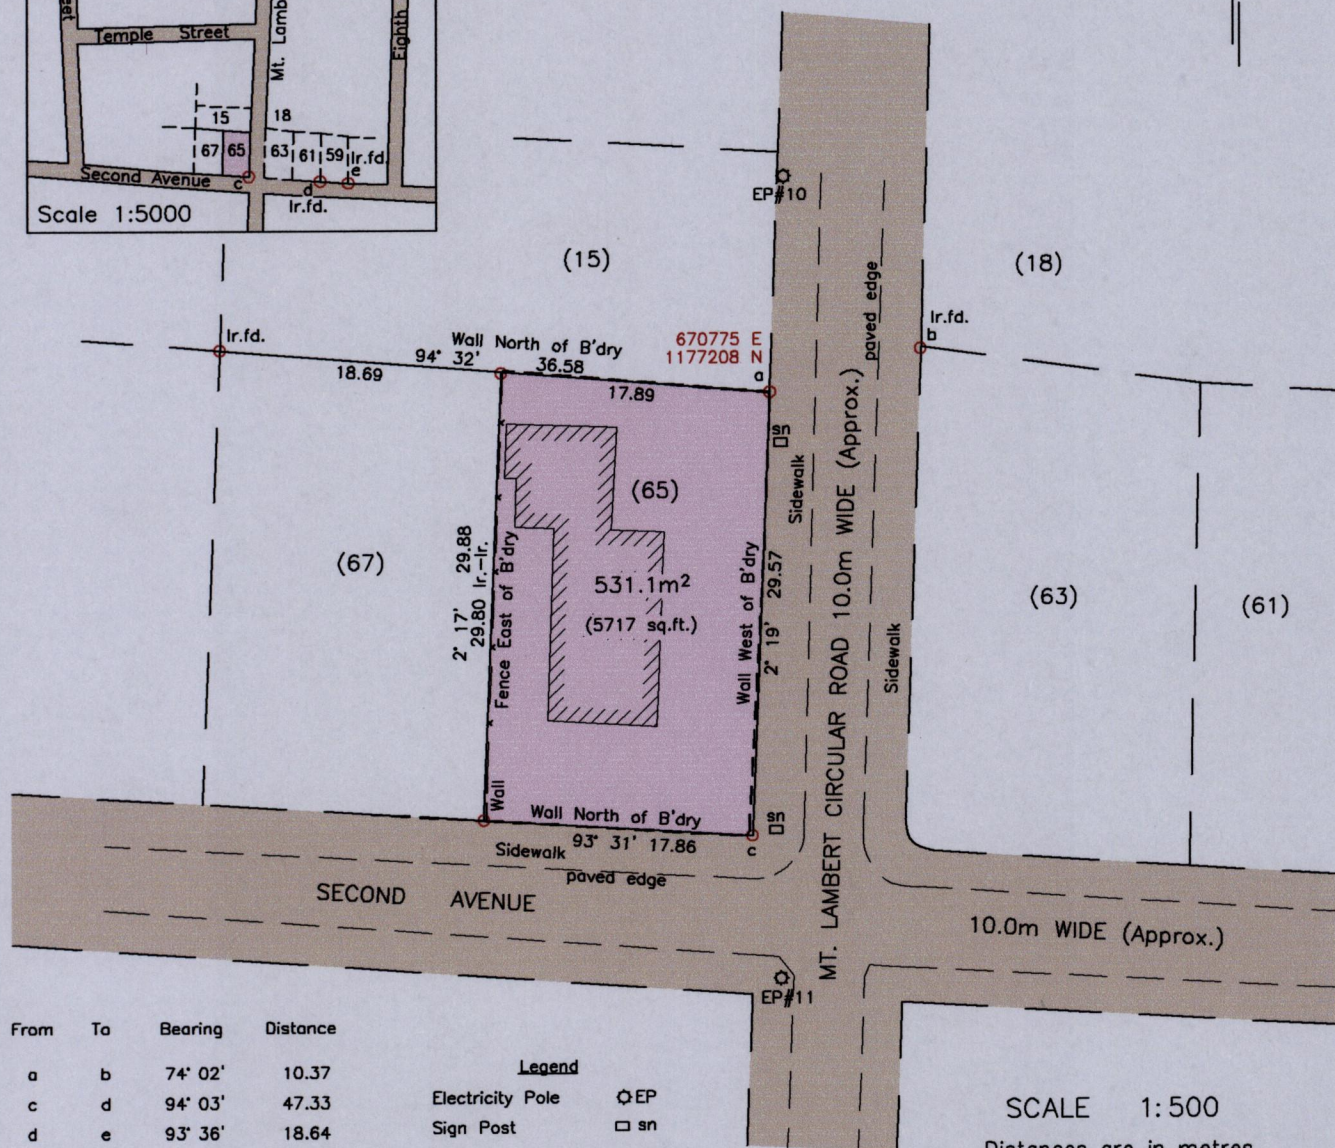 eet
Temple Street
Mt. Lamb
Eighth
15
18
67
65
63
61
59
Ir.fd.
e
Second Avenue
c
d
Ir.fd.
Scale 1:5000
EP#10
(15)
(18)
Ir.fd.
Wall North of B'dry
94° 32'
36.58
18.69
17.89
670775 E
1177208 N
a
Ir.fd.
b
paved edge
sn
Sidewalk
(65)
(67)
29.88
2° 17'
29.80 Ir.-Ir.
Fence East of B'dry
531.1m²
(5717 sq.ft.)
Wall West of B'dry
2° 19'
29.57
MT. LAMBERT CIRCULAR ROAD 10.0m WIDE (Approx.)
Sidewalk
(63)
(61)
Wall
Wall North of B'dry
93° 31' 17.86
sn
c
Sidewalk
paved edge
SECOND AVENUE
10.0m WIDE (Approx.)
EP#11
From To Bearing Distance
a b 74° 02' 10.37
c d 94° 03' 47.33
d e 93° 36' 18.64
Legend
Electricity Pole EP
Sign Post sn
SCALE 1:500
Distances are in metres